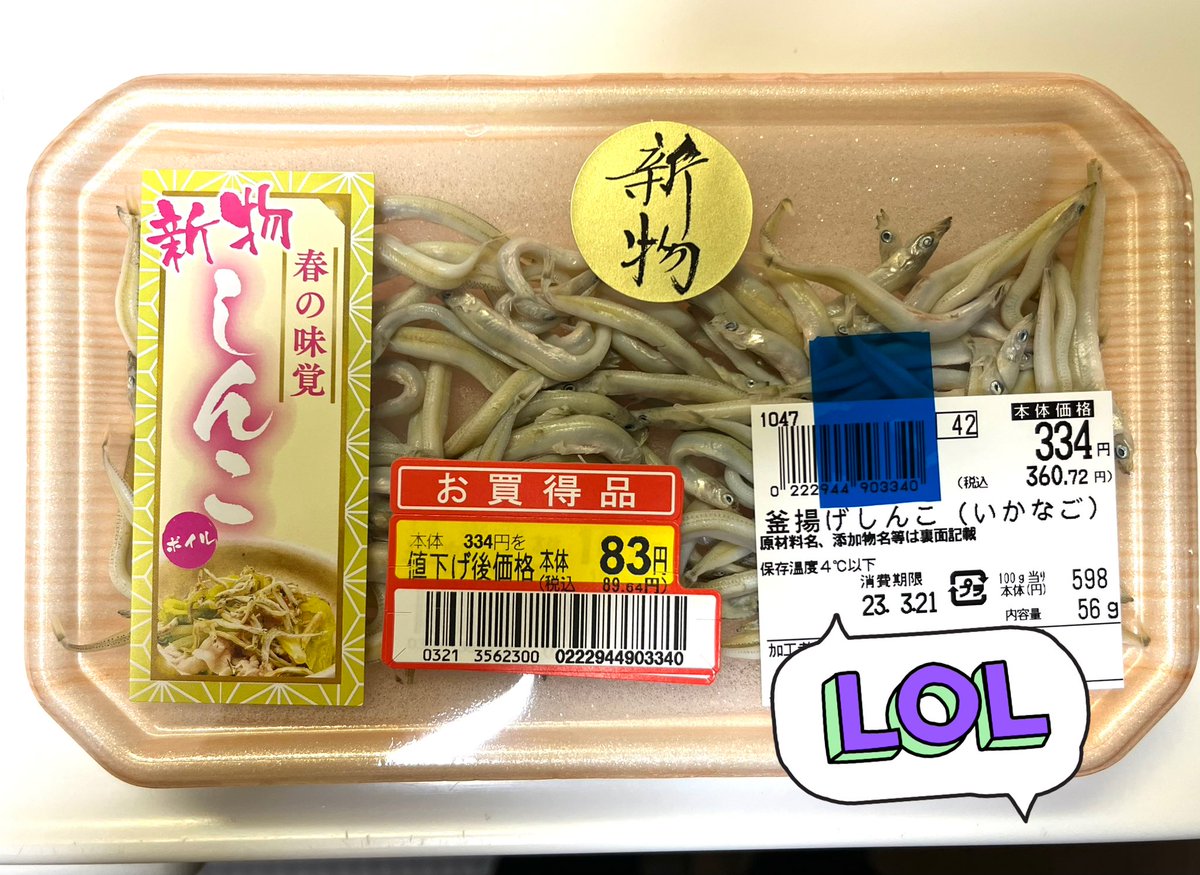 新物
春の味覚
しんこ
ボイル
新物
お買得品
本体 334円を
値下げ後価格 本体 83円
(税込 89.64円)
0321 3562300 0222944903340
1047
42
本体価格
334円
(税込 360.72円)
0 222944 903340
釜揚げしんこ(いかなご)
原材料名、添加物名等は裏面記載
保存温度4℃以下
消費期限
23. 3.21
プラ
100g当り
本体(円) 598
内容量 56g
LOL